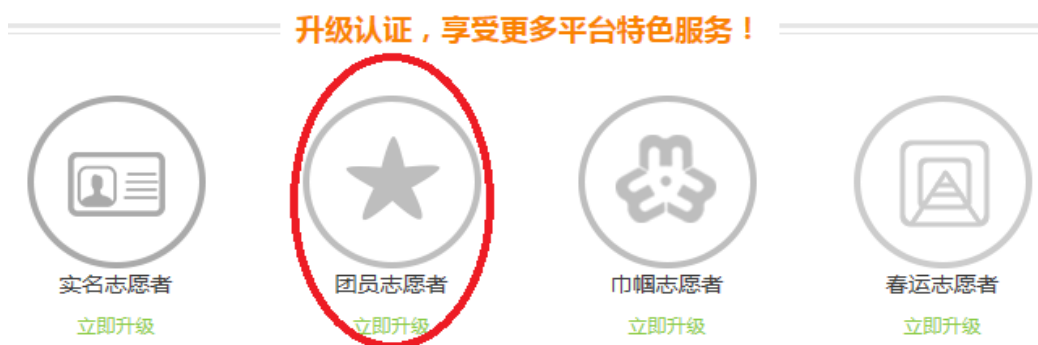 升级认证，享受更多平台特色服务！
实名志愿者 团员志愿者 巾帼志愿者 春运志愿者
立即升级 立即升级 立即升级 立即升级